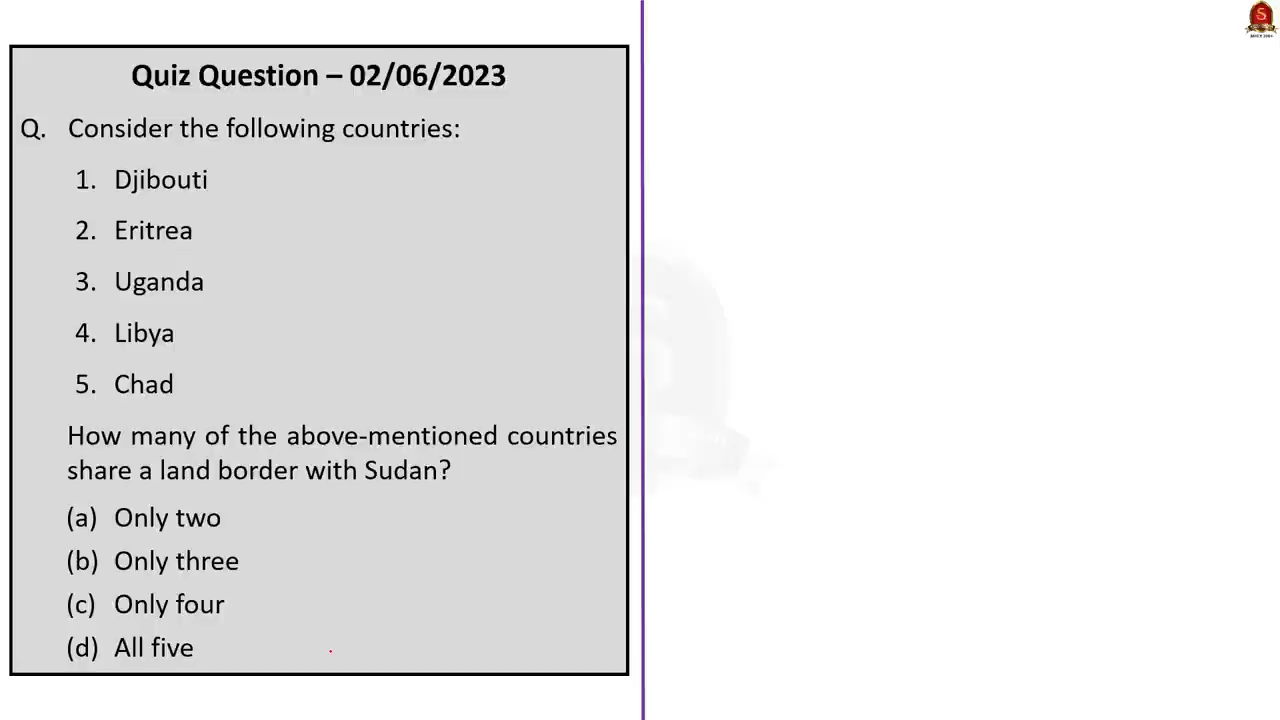 Quiz Question – 02/06/2023
Q. Consider the following countries:
1. Djibouti
2. Eritrea
3. Uganda
4. Libya
5. Chad
How many of the above-mentioned countries
share a land border with Sudan?
(a) Only two
(b) Only three
(c) Only four
(d) All five
S